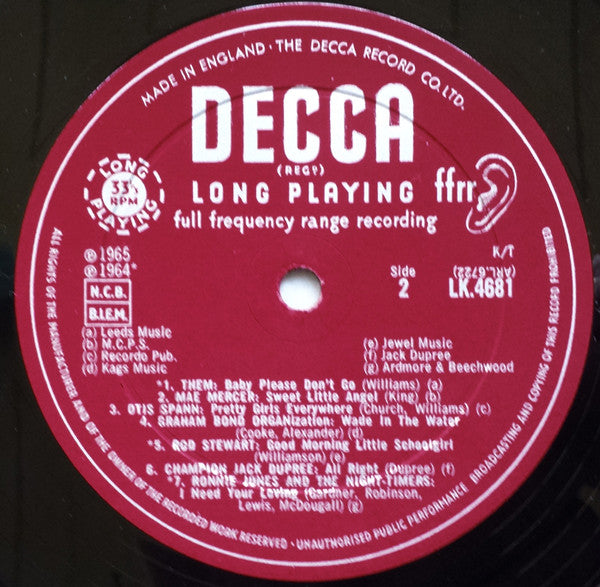 MADE IN ENGLAND · THE DECCA RECORD CO. LTD.
DECCA
(REGD)
LONG PLAYING
ffrr
full frequency range recording
LONG PLAYING
33⅓
RPM
℗ 1965
℗ 1964*
N.C.B.
B.I.E.M.
K/T
Side
2
(ARL.6722)
LK.4681
(a) Leeds Music
(b) M.C.P.S.
(c) Recordo Pub.
(d) Kags Music
(e) Jewel Music
(f) Jack Dupree
(g) Ardmore & Beechwood
*1. THEM: Baby Please Don't Go (Williams) (a)
2. MAE MERCER: Sweet Little Angel (King) (b)
3. OTIS SPANN: Pretty Girls Everywhere (Church, Williams) (c)
4. GRAHAM BOND ORGANIZATION: Wade In The Water
(Cooke, Alexander) (d)
*5. ROD STEWART: Good Morning Little Schoolgirl
(Williamson) (e)
6. CHAMPION JACK DUPREE: All Right (Dupree) (f)
*7. RONNIE JONES AND THE NIGHT-TIMERS:
I Need Your Loving (Gardner, Robinson,
Lewis, McDougall) (g)
ALL RIGHTS OF THE MANUFACTURER AND OF THE OWNER OF THE RECORDED WORK RESERVED · UNAUTHORISED PUBLIC PERFORMANCE BROADCASTING AND COPYING OF THIS RECORD PROHIBITED